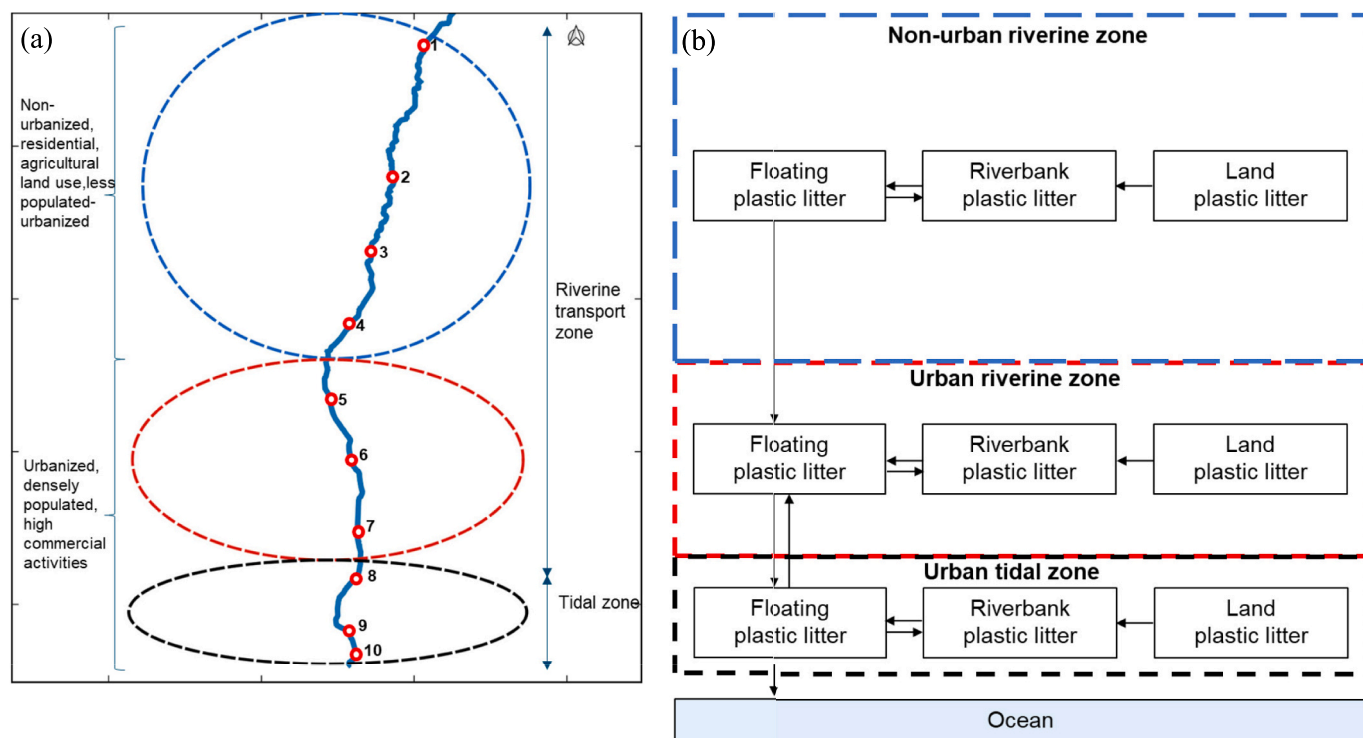 (a)
Non-
urbanized,
residential,
agricultural
land use,less
populated-
urbanized
1
2
3
4
Riverine
transport
zone
5
6
7
Urbanized,
densely
populated,
high
commercial
activities
8
Tidal zone
9
10
(b)
Non-urban riverine zone
Floating
plastic litter
Riverbank
plastic litter
Land
plastic litter
Urban riverine zone
Floating
plastic litter
Riverbank
plastic litter
Land
plastic litter
Urban tidal zone
Floating
plastic litter
Riverbank
plastic litter
Land
plastic litter
Ocean